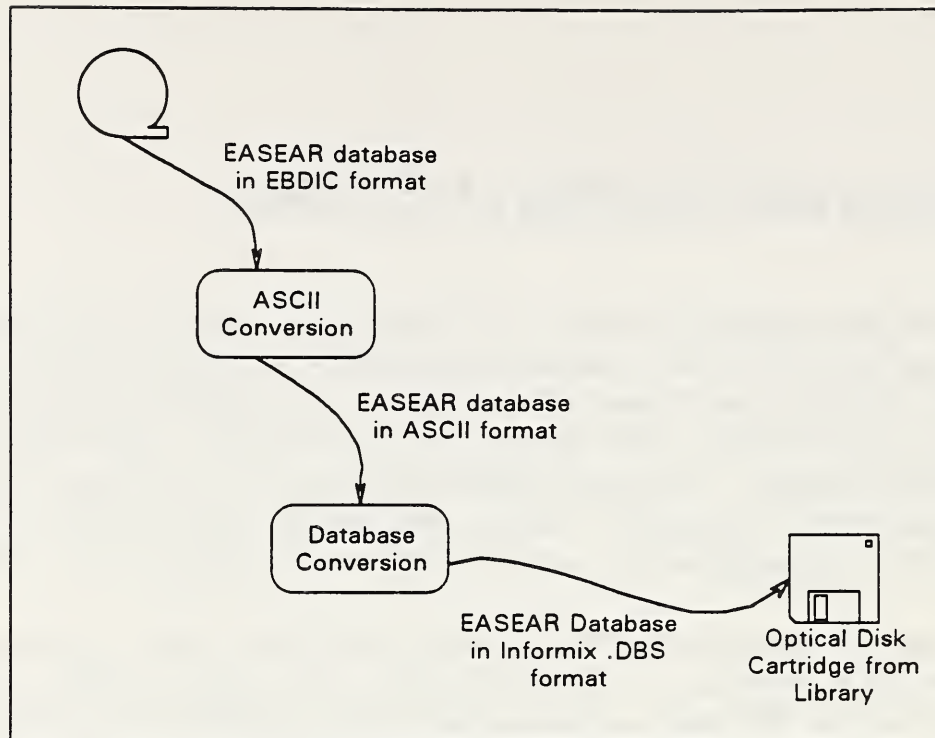 EASEAR database
in EBDIC format
ASCII
Conversion
EASEAR database
in ASCII format
Database
Conversion
EASEAR Database
in Informix .DBS
format
Optical Disk
Cartridge from
Library